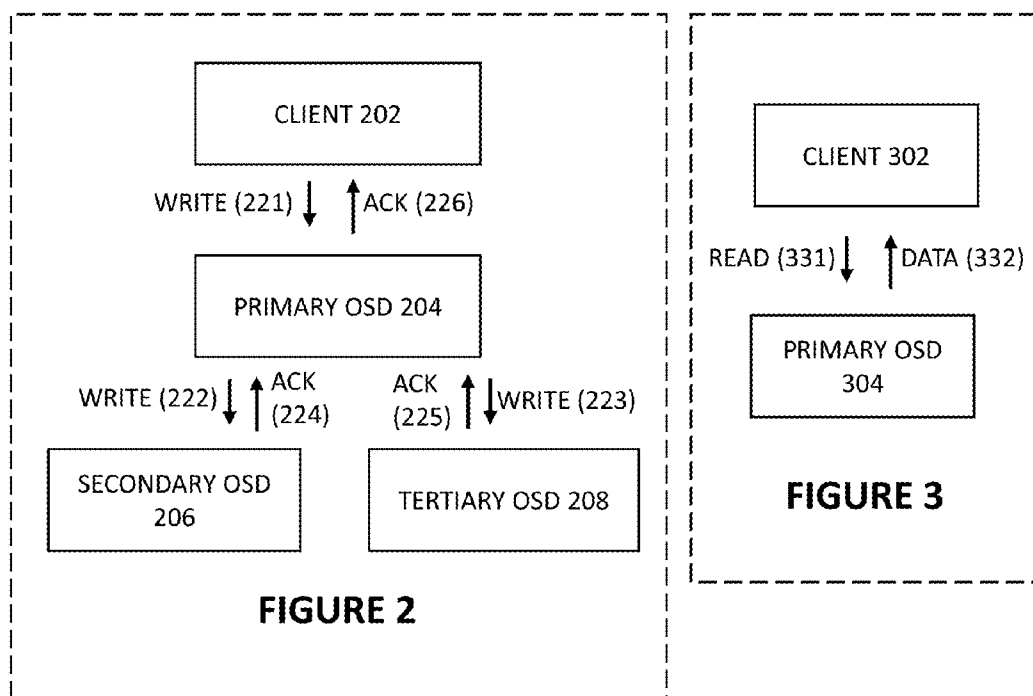 CLIENT 202
WRITE (221)
ACK (226)
PRIMARY OSD 204
WRITE (222)
ACK
(224)
ACK
(225)
WRITE (223)
SECONDARY OSD
206
TERTIARY OSD 208
FIGURE 2
CLIENT 302
READ (331)
DATA (332)
PRIMARY OSD
304
FIGURE 3